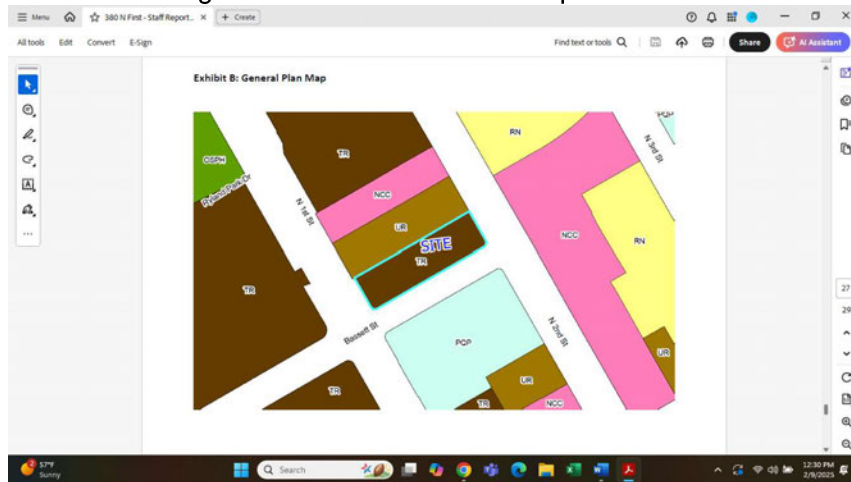 Menu
380 N First - Staff Report..
+ Create
All tools
Edit
Convert
E-Sign
Find text or tools
Share
AI Assistant
Exhibit B: General Plan Map
OSPH
TR
RN
PQP
N 3rd St
Ryland Park Dr
N 1st St
NCC
UR
SITE
TR
NCC
RN
TR
Bassett St
PQP
N 2nd St
UR
UR
TR
TR
NCC
27
29
57°F
Sunny
Search
12:30 PM
2/9/2025